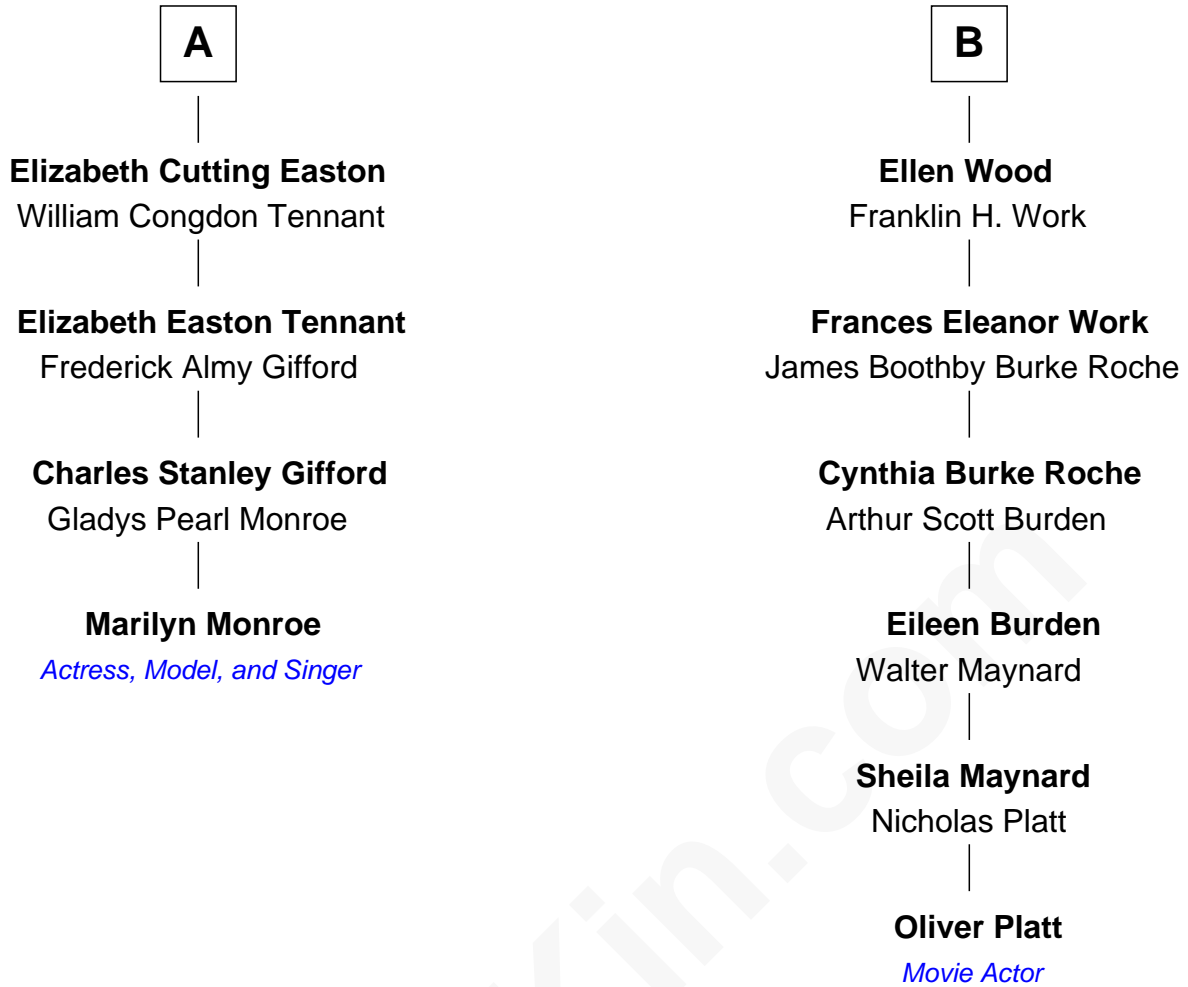 A
Elizabeth Cutting Easton
William Congdon Tennant
Elizabeth Easton Tennant
Frederick Almy Gifford
Charles Stanley Gifford
Gladys Pearl Monroe
Marilyn Monroe
Actress, Model, and Singer
B
Ellen Wood
Franklin H. Work
Frances Eleanor Work
James Boothby Burke Roche
Cynthia Burke Roche
Arthur Scott Burden
Eileen Burden
Walter Maynard
Sheila Maynard
Nicholas Platt
Oliver Platt
Movie Actor